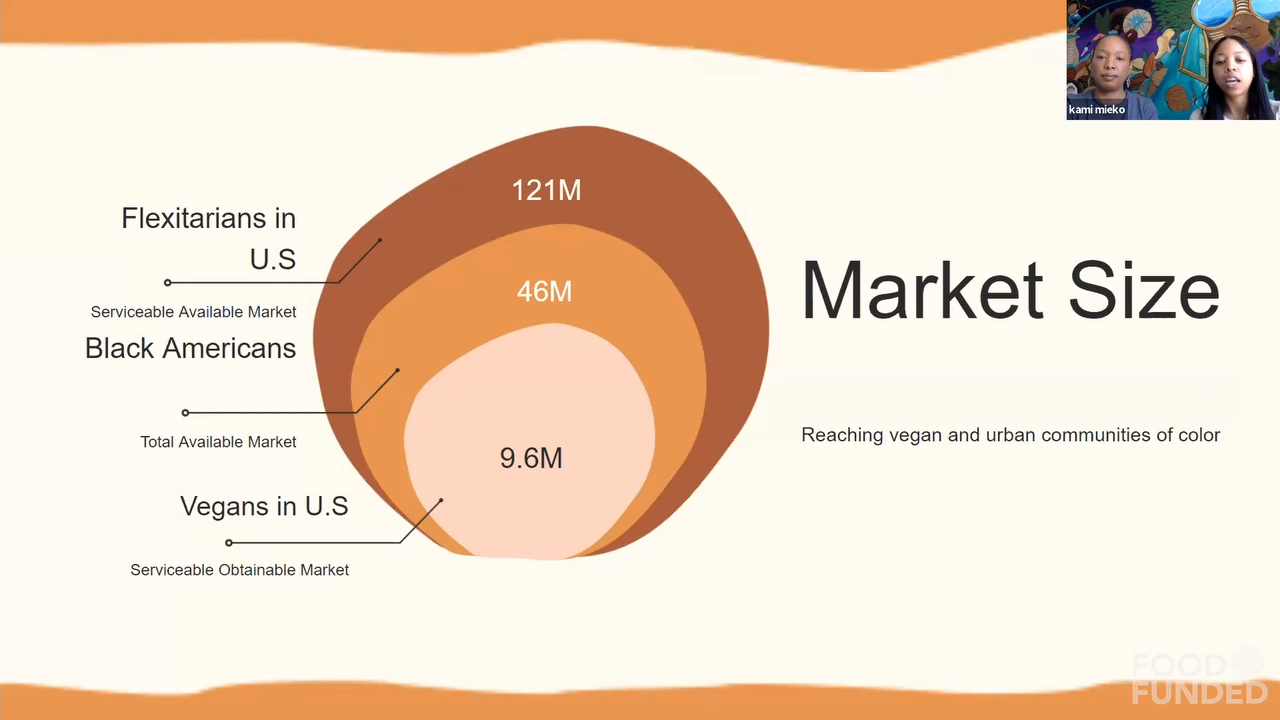 kami mieko
121M
Flexitarians in
U.S
Serviceable Available Market
46M
Black Americans
Total Available Market
9.6M
Vegans in U.S
Serviceable Obtainable Market
Market Size
Reaching vegan and urban communities of color
FOOD
FUNDED